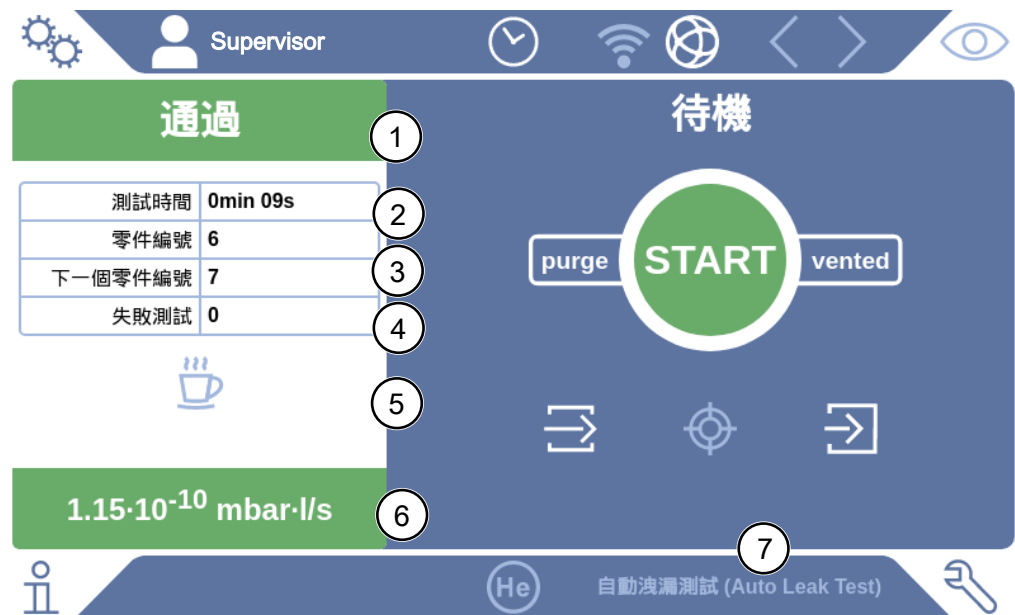 Supervisor
通過
1
待機
測試時間 0min 09s
2
零件編號 6
下一個零件編號 7
3
失敗測試 0
4
purge START vented
5
1.15·10⁻¹⁰ mbar·l/s
6
7
He
自動洩漏測試 (Auto Leak Test)